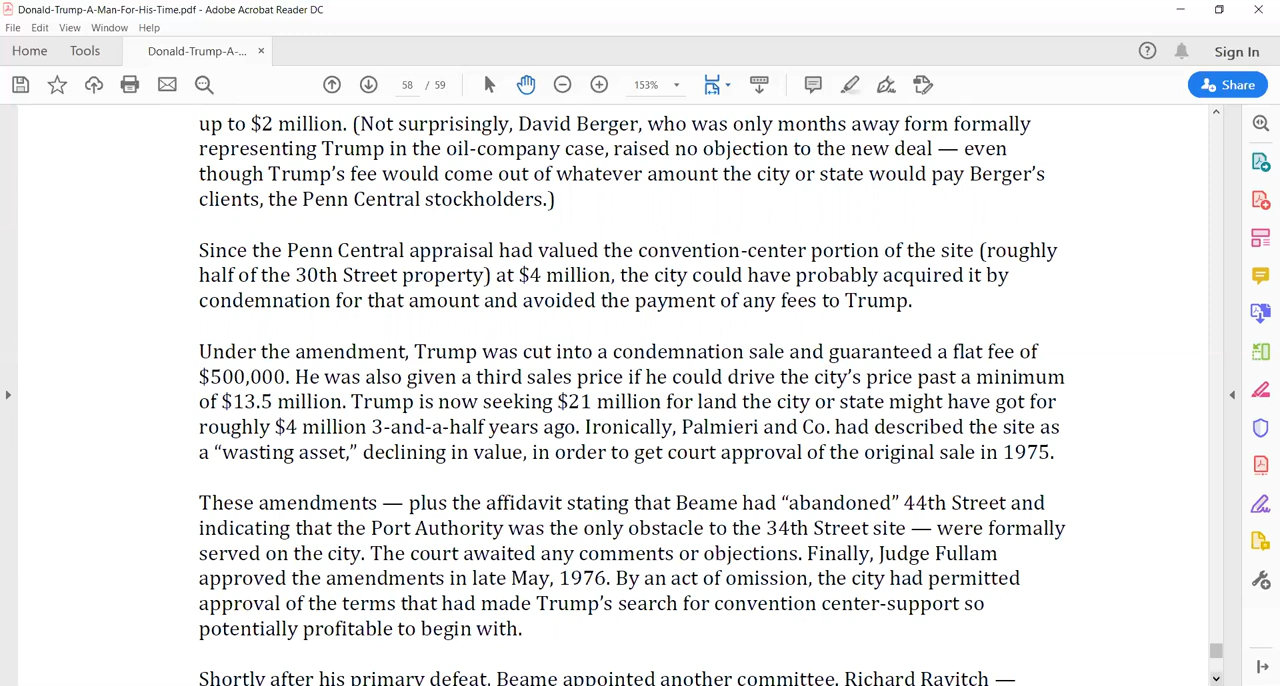 Donald-Trump-A-Man-For-His-Time.pdf - Adobe Acrobat Reader DC
File Edit View Window Help
Home Tools Donald-Trump-A-... × Sign In
58 / 59 153% Share
up to $2 million. (Not surprisingly, David Berger, who was only months away form formally
representing Trump in the oil-company case, raised no objection to the new deal — even
though Trump's fee would come out of whatever amount the city or state would pay Berger's
clients, the Penn Central stockholders.)
Since the Penn Central appraisal had valued the convention-center portion of the site (roughly
half of the 30th Street property) at $4 million, the city could have probably acquired it by
condemnation for that amount and avoided the payment of any fees to Trump.
Under the amendment, Trump was cut into a condemnation sale and guaranteed a flat fee of
$500,000. He was also given a third sales price if he could drive the city's price past a minimum
of $13.5 million. Trump is now seeking $21 million for land the city or state might have got for
roughly $4 million 3-and-a-half years ago. Ironically, Palmieri and Co. had described the site as
a “wasting asset,” declining in value, in order to get court approval of the original sale in 1975.
These amendments — plus the affidavit stating that Beame had “abandoned” 44th Street and
indicating that the Port Authority was the only obstacle to the 34th Street site — were formally
served on the city. The court awaited any comments or objections. Finally, Judge Fullam
approved the amendments in late May, 1976. By an act of omission, the city had permitted
approval of the terms that had made Trump's search for convention center-support so
potentially profitable to begin with.
Shortly after his primary defeat, Beame appointed another committee. Richard Ravitch —